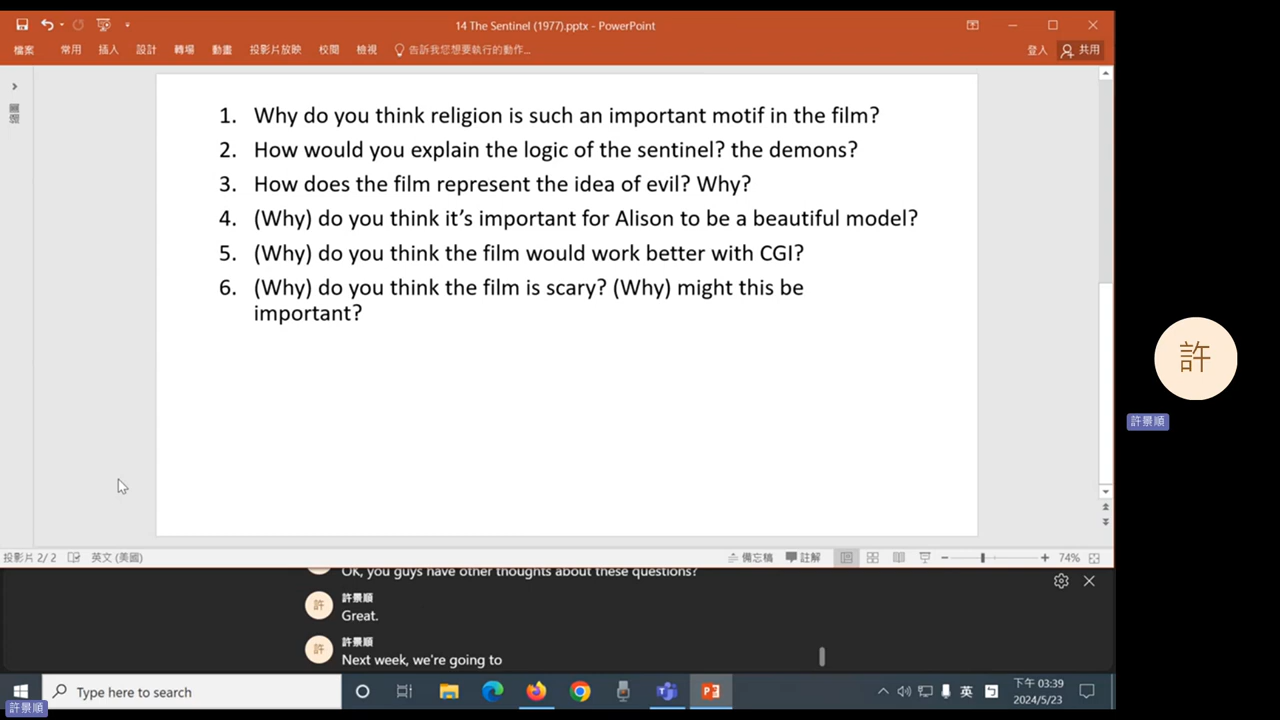 14 The Sentinel (1977).pptx - PowerPoint
檔案 常用 插入 設計 轉場 動畫 投影片放映 校閱 檢視 告訴我您想要執行的動作... 登入 共用
1. Why do you think religion is such an important motif in the film?
2. How would you explain the logic of the sentinel? the demons?
3. How does the film represent the idea of evil? Why?
4. (Why) do you think it's important for Alison to be a beautiful model?
5. (Why) do you think the film would work better with CGI?
6. (Why) do you think the film is scary? (Why) might this be
important?
許
許景順
投影片 2/2 英文 (美國) 備忘稿 註解 74%
OK, you guys have other thoughts about these questions?
許景順
許
Great.
許景順
許
Next week, we're going to
Type here to search
英
下午 03:39
2024/5/23
許景順